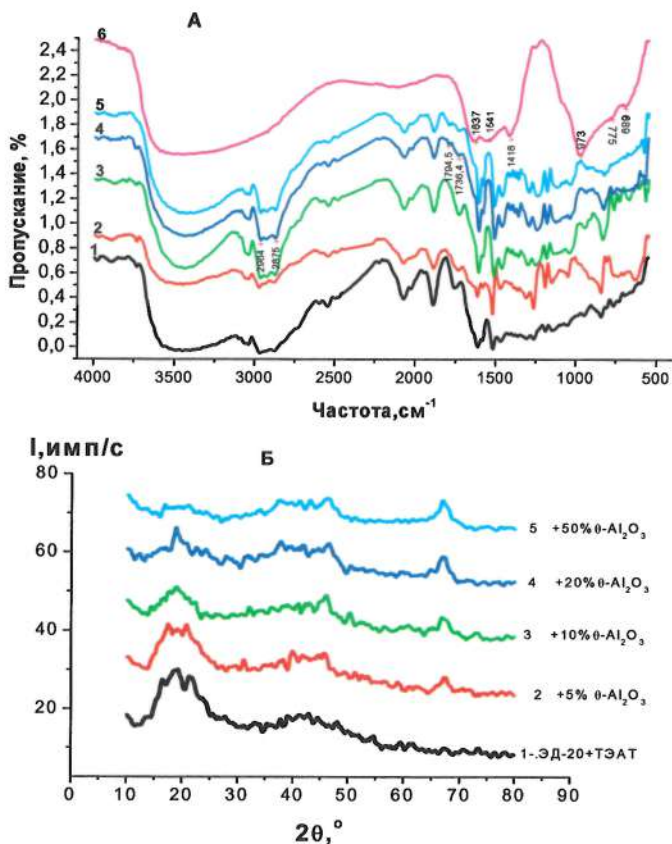 А
Пропускание, %
2,4
2,2
2,0
1,8
1,6
1,4
1,2
1,0
0,8
0,6
0,4
0,2
0,0
6
5
4
3
2
1
2964
2875
1794,5
1736,4
1637
1541
1418
973
775
689
4000 3500 3000 2500 2000 1500 1000 500
Частота,см⁻¹
I,имп/с
Б
80
60
40
20
5 +50%θ-Al₂O₃
4 +20%θ-Al₂O₃
3 +10%θ-Al₂O₃
2 +5% θ-Al₂O₃
1-.ЭД-20+ТЭАТ
0 10 20 30 40 50 60 70 80 90
2θ,°